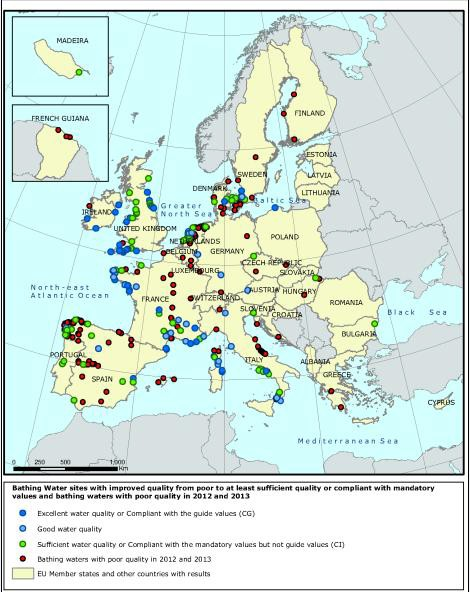 MADEIRA
FRENCH GUIANA
FINLAND
ESTONIA
LATVIA
LITHUANIA
SWEDEN
DENMARK
Baltic Sea
Greater
North Sea
IRELAND
UNITED KINGDOM
NETHERLANDS
BELGIUM
GERMANY
POLAND
LUXEMBOURG
CZECH REPUBLIC
SLOVAKIA
North-east
Atlantic Ocean
FRANCE
SWITZERLAND
AUSTRIA
HUNGARY
SLOVENIA
CROATIA
ROMANIA
Black Sea
BULGARIA
PORTUGAL
SPAIN
ITALY
ALBANIA
GREECE
CYPRUS
Mediterranean Sea
0 250 500 1,000
Km
Bathing Water sites with improved quality from poor to at least sufficient quality or compliant with mandatory
values and bathing waters with poor quality in 2012 and 2013
Excellent water quality or Compliant with the guide values (CG)
Good water quality
Sufficient water quality or Compliant with the mandatory values but not guide values (CI)
Bathing waters with poor quality in 2012 and 2013
EU Member states and other countries with results